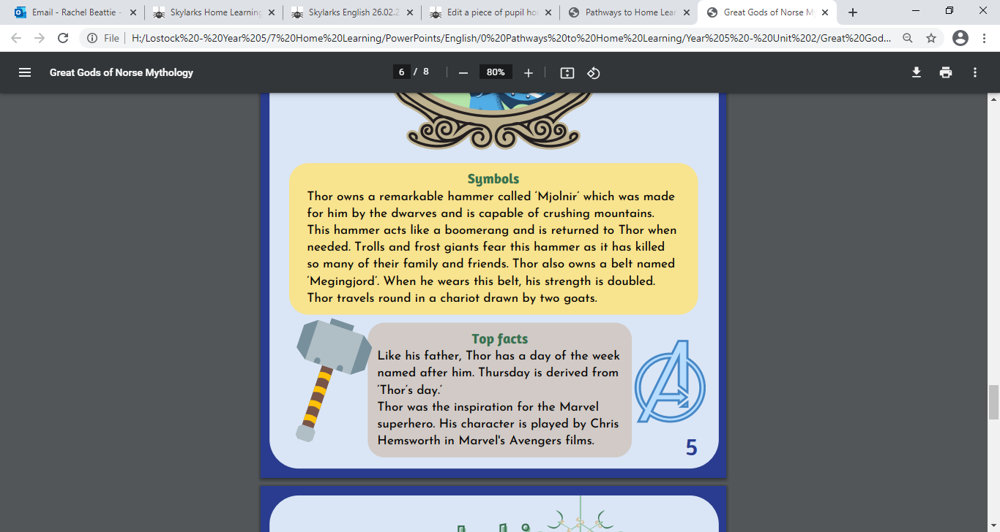 Email - Rachel Beattie -
Skylarks Home Learning
Skylarks English 26.02.2
Edit a piece of pupil ho
Pathways to Home Lear
Great Gods of Norse M
File
H:/Lostock%20-%20Year%205/7%20Home%20Learning/PowerPoints/English/0%20Pathways%20to%20Home%20Learning/Year%205%20-%20Unit%202/Great%20God...
Great Gods of Norse Mythology
6 / 8
80%
Symbols
Thor owns a remarkable hammer called ‘Mjolnir’ which was made
for him by the dwarves and is capable of crushing mountains.
This hammer acts like a boomerang and is returned to Thor when
needed. Trolls and frost giants fear this hammer as it has killed
so many of their family and friends. Thor also owns a belt named
‘Megingjord’. When he wears this belt, his strength is doubled.
Thor travels round in a chariot drawn by two goats.
Top facts
Like his father, Thor has a day of the week
named after him. Thursday is derived from
‘Thor’s day.’
Thor was the inspiration for the Marvel
superhero. His character is played by Chris
Hemsworth in Marvel's Avengers films.
5